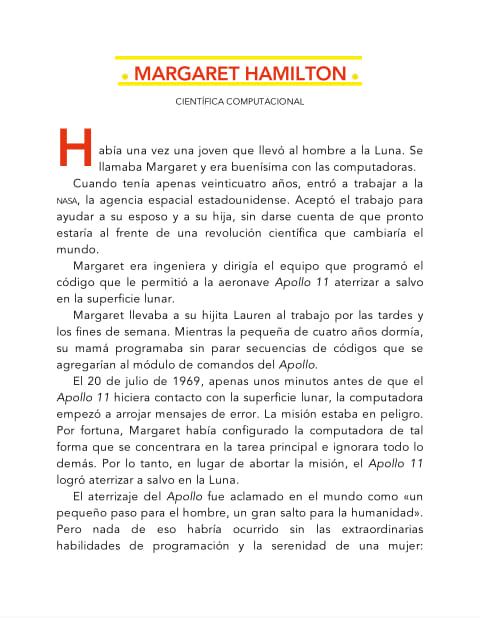 MARGARET HAMILTON
CIENTÍFICA COMPUTACIONAL
Había una vez una joven que llevó al hombre a la Luna. Se
llamaba Margaret y era buenísima con las computadoras.
Cuando tenía apenas veinticuatro años, entró a trabajar a la
NASA, la agencia espacial estadounidense. Aceptó el trabajo para
ayudar a su esposo y a su hija, sin darse cuenta de que pronto
estaría al frente de una revolución científica que cambiaría el
mundo.
Margaret era ingeniera y dirigía el equipo que programó el
código que le permitió a la aeronave Apollo 11 aterrizar a salvo
en la superficie lunar.
Margaret llevaba a su hijita Lauren al trabajo por las tardes y
los fines de semana. Mientras la pequeña de cuatro años dormía,
su mamá programaba sin parar secuencias de códigos que se
agregarían al módulo de comandos del Apollo.
El 20 de julio de 1969, apenas unos minutos antes de que el
Apollo 11 hiciera contacto con la superficie lunar, la computadora
empezó a arrojar mensajes de error. La misión estaba en peligro.
Por fortuna, Margaret había configurado la computadora de tal
forma que se concentrara en la tarea principal e ignorara todo lo
demás. Por lo tanto, en lugar de abortar la misión, el Apollo 11
logró aterrizar a salvo en la Luna.
El aterrizaje del Apollo fue aclamado en el mundo como «un
pequeño paso para el hombre, un gran salto para la humanidad».
Pero nada de eso habría ocurrido sin las extraordinarias
habilidades de programación y la serenidad de una mujer: